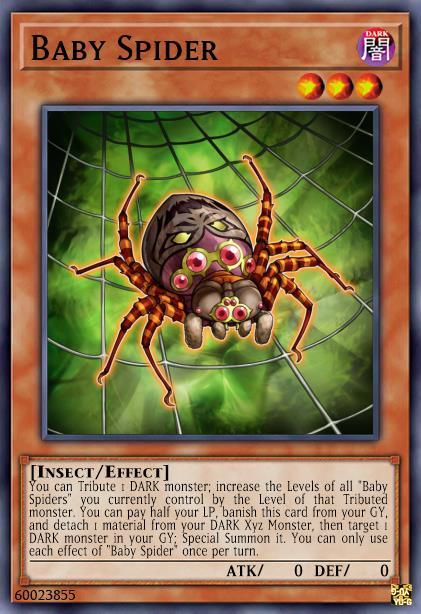 BABY SPIDER
DARK
闇
[INSECT/EFFECT]
You can Tribute 1 DARK monster; increase the Levels of all "Baby
Spiders" you currently control by the Level of that Tributed
monster. You can pay half your LP, banish this card from your GY,
and detach 1 material from your DARK Xyz Monster, then target 1
DARK monster in your GY; Special Summon it. You can only use
each effect of "Baby Spider" once per turn.
ATK/ 0 DEF/ 0
60023855